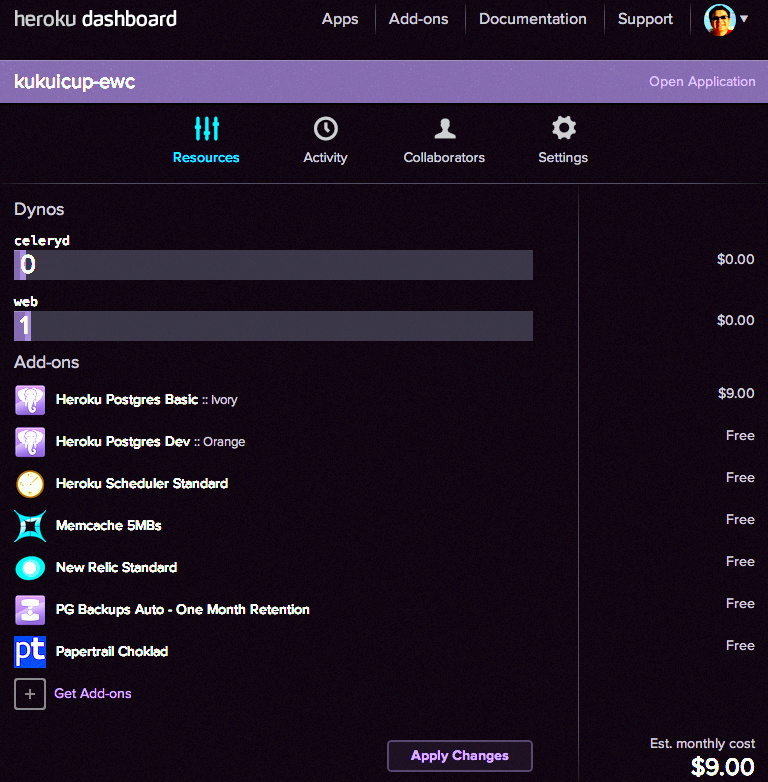 heroku dashboard Apps Add-ons Documentation Support
kukuicup-ewc Open Application
Resources Activity Collaborators Settings
Dynos
celeryd
0 $0.00
web
1 $0.00
Add-ons
Heroku Postgres Basic :: Ivory $9.00
Heroku Postgres Dev :: Orange Free
Heroku Scheduler Standard Free
Memcache 5MBs Free
New Relic Standard Free
PG Backups Auto - One Month Retention Free
pt Papertrail Choklad Free
+ Get Add-ons
Apply Changes Est. monthly cost
$9.00